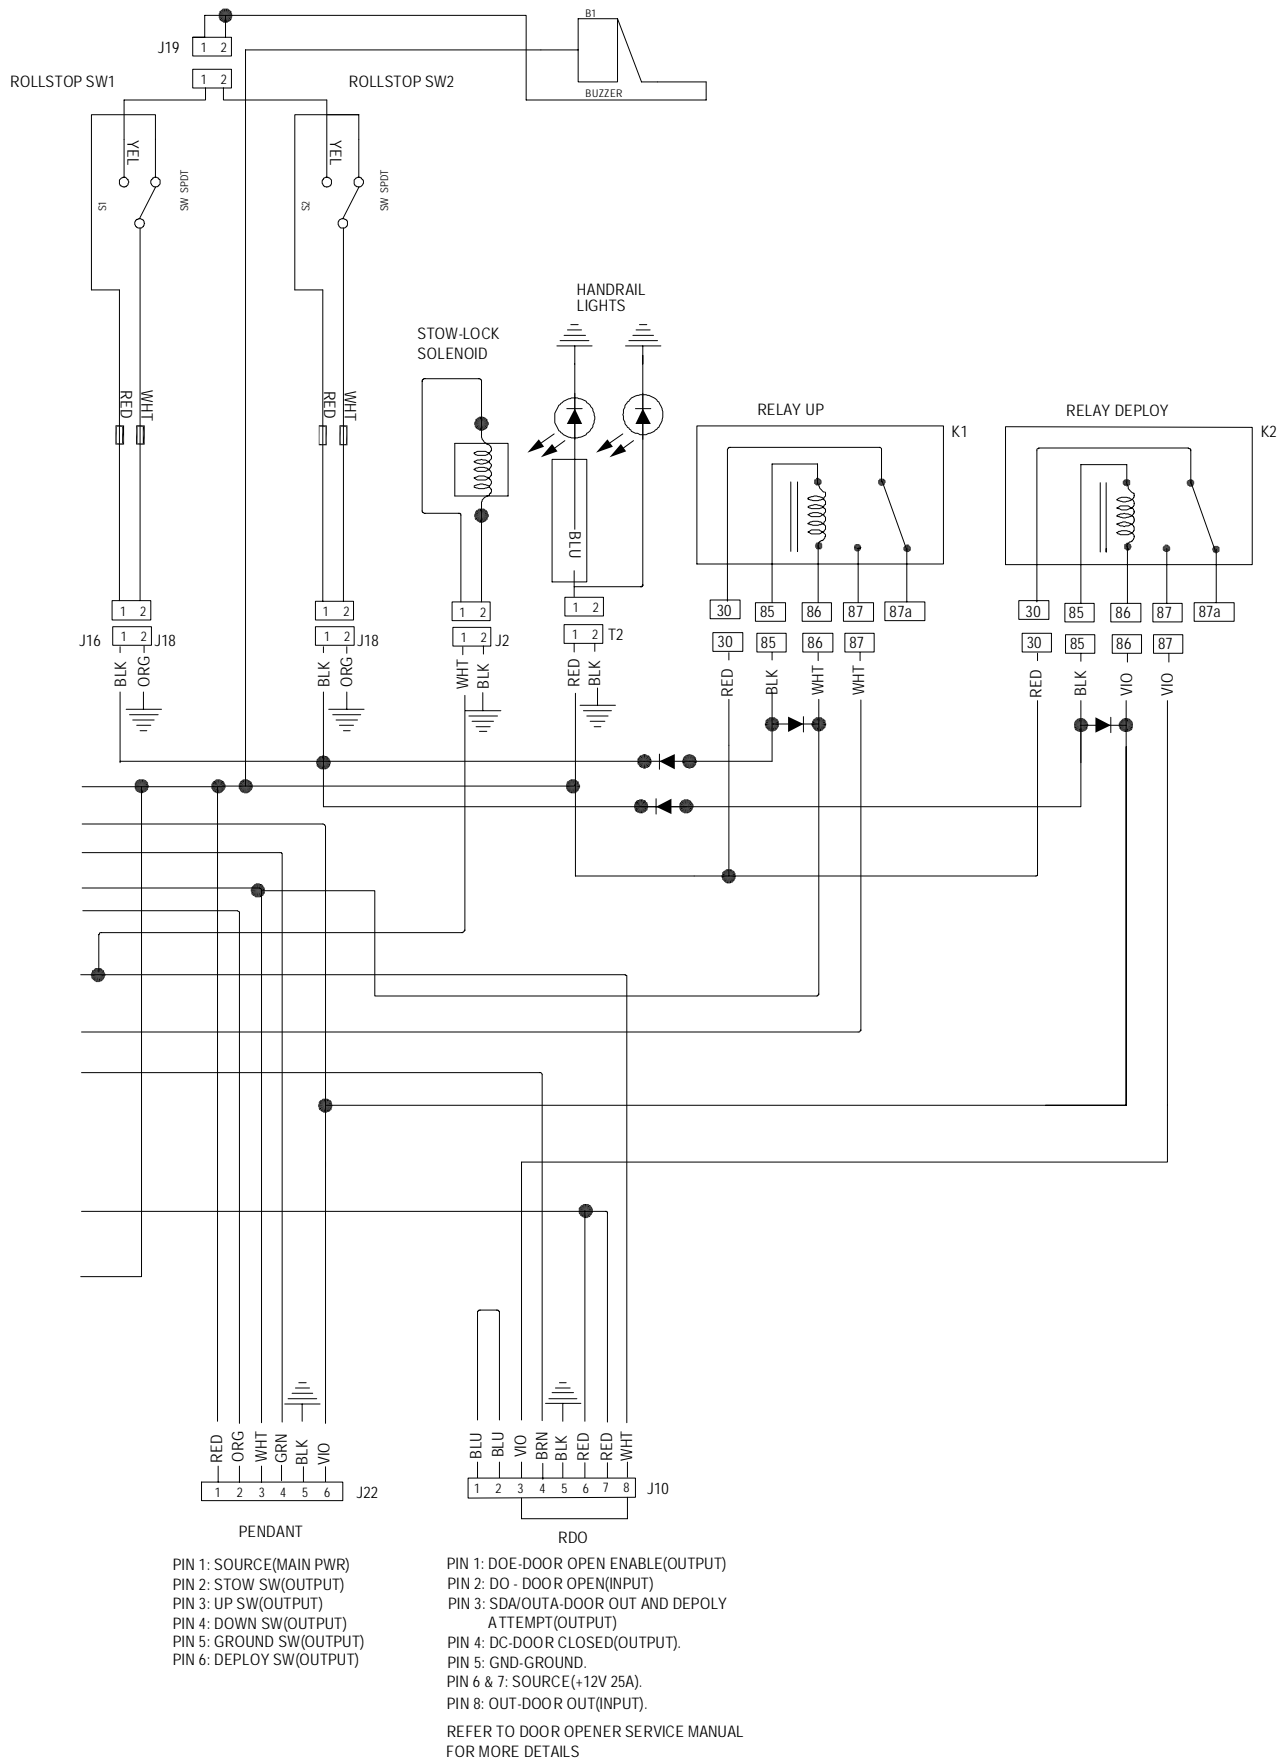 B1
J19
1 2
ROLLSTOP SW1
1 2
ROLLSTOP SW2
BUZZER
YEL
YEL
S1
SW SPDT
S2
SW SPDT
HANDRAIL
LIGHTS
STOW-LOCK
SOLENOID
RED
WHT
RED
WHT
RELAY UP
RELAY DEPLOY
K1
K2
BLU
1 2
1 2
1 2
1 2
30
85
86
87
87a
30
85
86
87
87a
J16
1 2
J18
1 2
J18
1 2
J2
1 2
T2
30
85
86
87
30
85
86
87
BLK
ORG
BLK
ORG
WHT
BLK
RED
BLK
RED
BLK
WHT
WHT
RED
BLK
VIO
VIO
RED
ORG
WHT
GRN
BLK
VIO
BLU
BLU
VIO
BRN
BLK
RED
RED
WHT
1 2 3 4 5 6
J22
1 2 3 4 5 6 7 8
J10
PENDANT
PIN 1: SOURCE(MAIN PWR)
PIN 2: STOW SW(OUTPUT)
PIN 3: UP SW(OUTPUT)
PIN 4: DOWN SW(OUTPUT)
PIN 5: GROUND SW(OUTPUT)
PIN 6: DEPLOY SW(OUTPUT)
RDO
PIN 1: DOE-DOOR OPEN ENABLE(OUTPUT)
PIN 2: DO - DOOR OPEN(INPUT)
PIN 3: SDA/OUTA-DOOR OUT AND DEPOLY
ATTEMPT(OUTPUT)
PIN 4: DC-DOOR CLOSED(OUTPUT).
PIN 5: GND-GROUND.
PIN 6 & 7: SOURCE(+12V 25A).
PIN 8: OUT-DOOR OUT(INPUT).
REFER TO DOOR OPENER SERVICE MANUAL
FOR MORE DETAILS